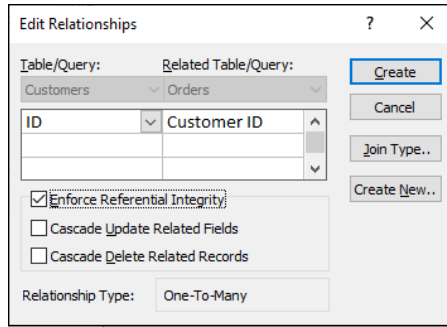 Edit Relationships ? ×
Table/Query: Related Table/Query:
Customers Orders
ID Customer ID
Enforce Referential Integrity
Cascade Update Related Fields
Cascade Delete Related Records
Relationship Type: One-To-Many
Create
Cancel
Join Type..
Create New..